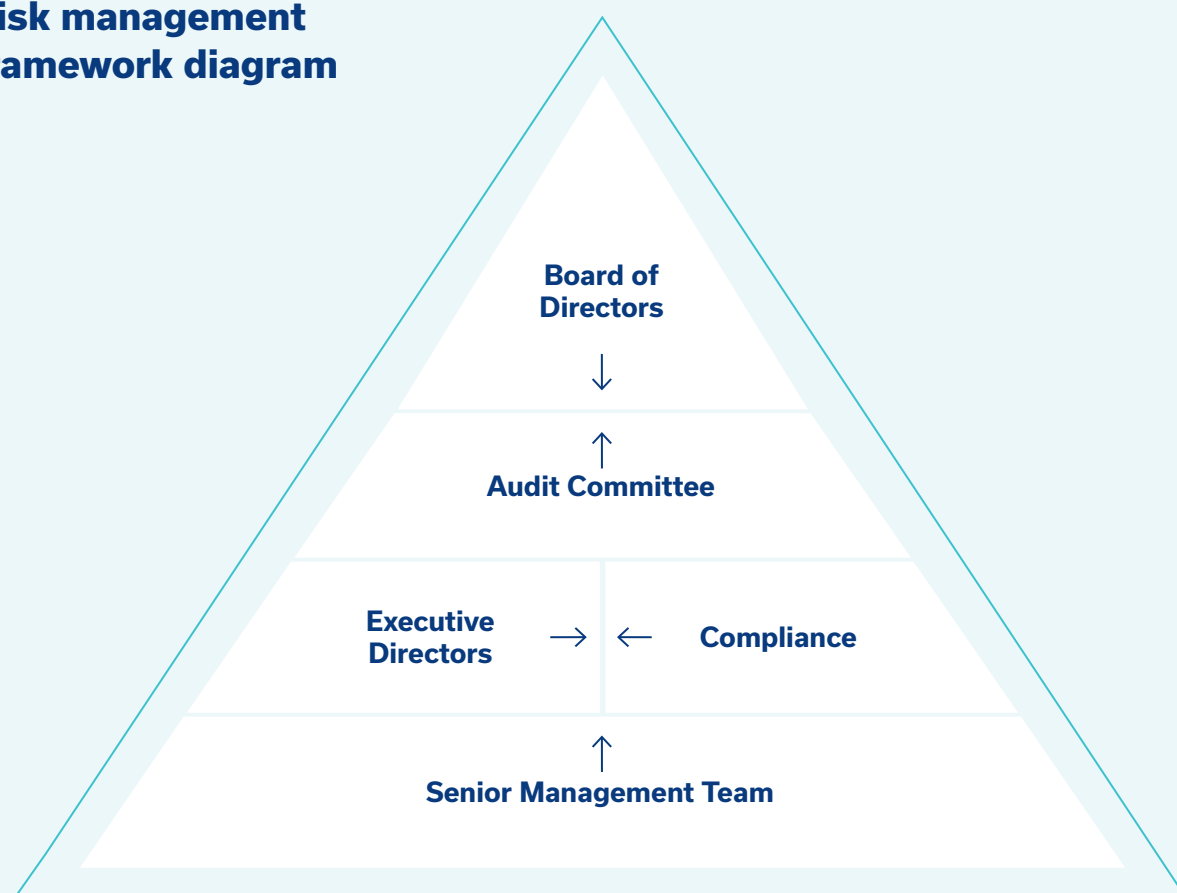 isk management
amework diagram
Board of
Directors
Audit Committee
Executive
Directors
Compliance
Senior Management Team